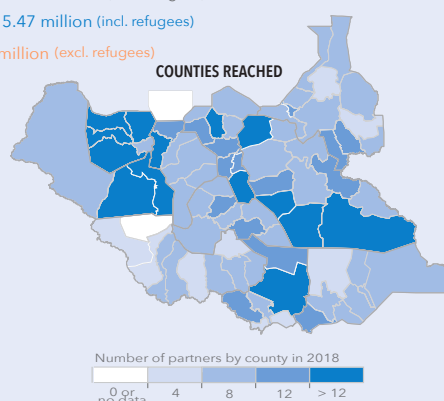 5.47 million (incl. refugees)
million (excl. refugees)
COUNTIES REACHED
Number of partners by county in 2018
0 or
no data
4
8
12
> 12